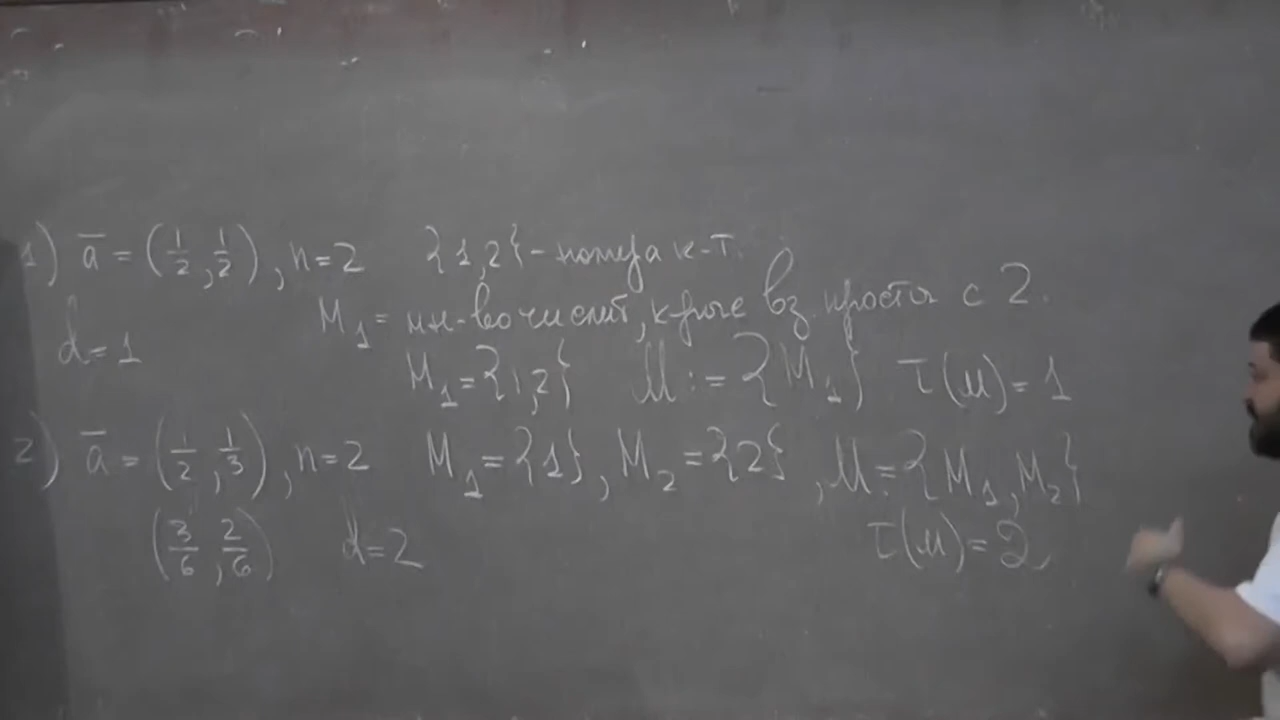 1) a̅ = (1/2, 1/2), n=2 {1,2} - номера к-т.
d=1 M₁= мн-во числит, крые вз. просты с 2.
M₁={1,2} M:={M₁} τ(M)=1
2) a̅ = (1/2, 1/3), n=2 M₁={1}, M₂={2}, M:={M₁,M₂}
(3/6, 2/6) d=2 τ(M)=2